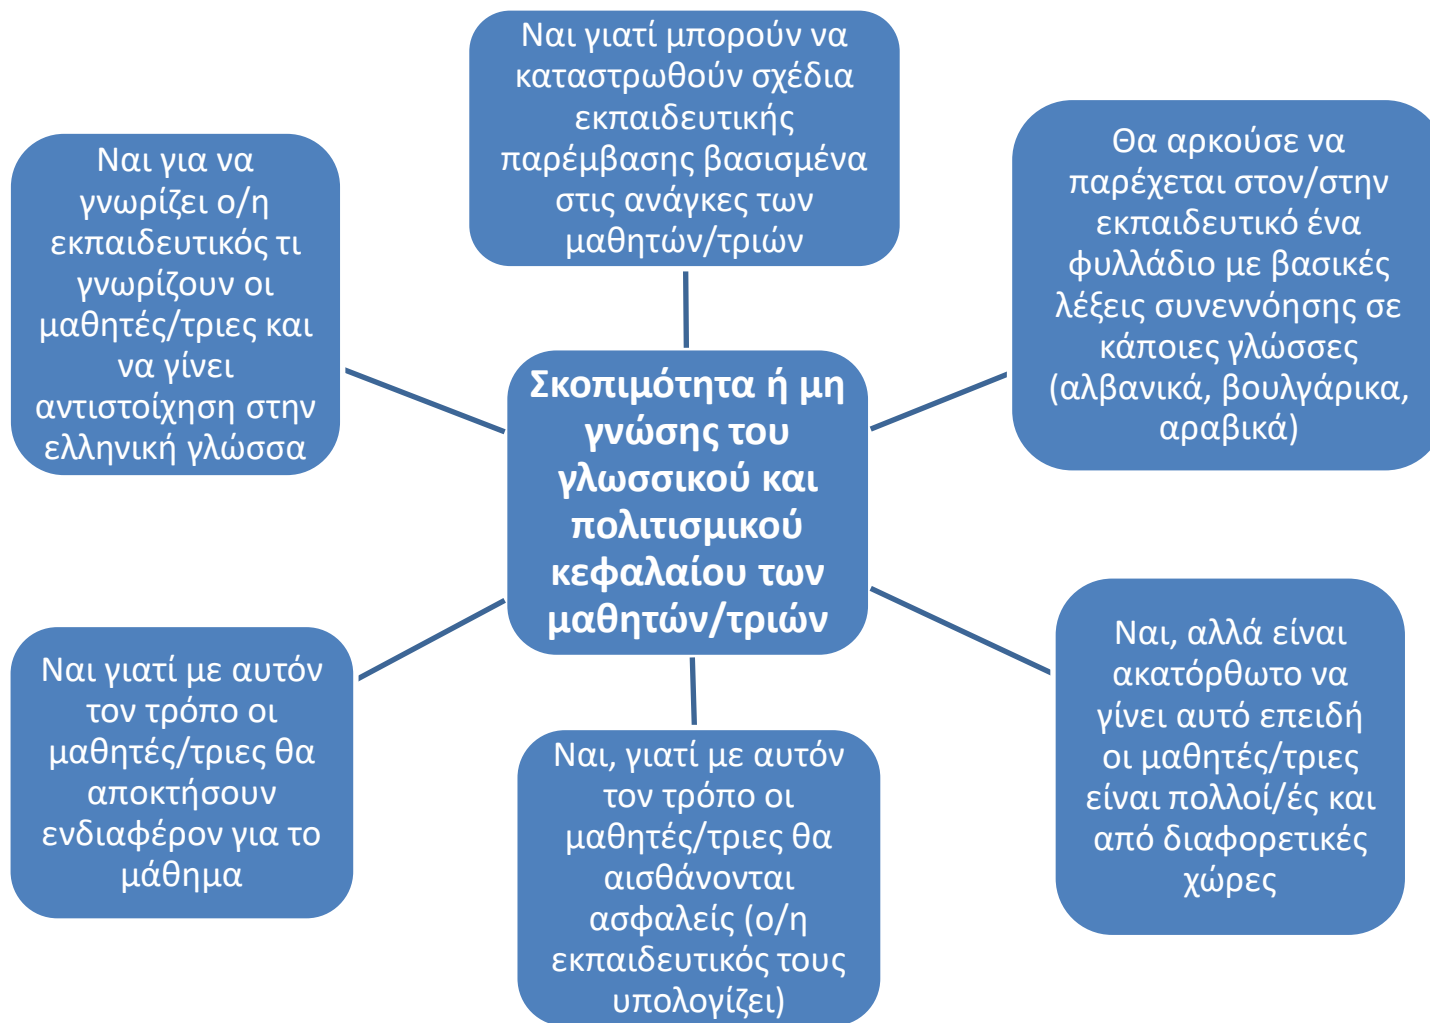 Ναι γιατί μπορούν να
καταστρωθούν σχέδια
εκπαιδευτικής
παρέμβασης βασισμένα
στις ανάγκες των
μαθητών/τριών
Θα αρκούσε να
παρέχεται στον/στην
εκπαιδευτικό ένα
φυλλάδιο με βασικές
λέξεις συνεννόησης σε
κάποιες γλώσσες
(αλβανικά, βουλγάρικα,
αραβικά)
Ναι, αλλά είναι
ακατόρθωτο να
γίνει αυτό επειδή
οι μαθητές/τριες
είναι πολλοί/ές και
από διαφορετικές
χώρες
Ναι, γιατί με αυτόν
τον τρόπο οι
μαθητές/τριες θα
αισθάνονται
ασφαλείς (ο/η
εκπαιδευτικός τους
υπολογίζει)
Ναι γιατί με αυτόν
τον τρόπο οι
μαθητές/τριες θα
αποκτήσουν
ενδιαφέρον για το
μάθημα
Ναι για να
γνωρίζει ο/η
εκπαιδευτικός τι
γνωρίζουν οι
μαθητές/τριες και
να γίνει
αντιστοίχηση στην
ελληνική γλώσσα
Σκοπιμότητα ή μη
γνώσης του
γλωσσικού και
πολιτισμικού
κεφαλαίου των
μαθητών/τριών